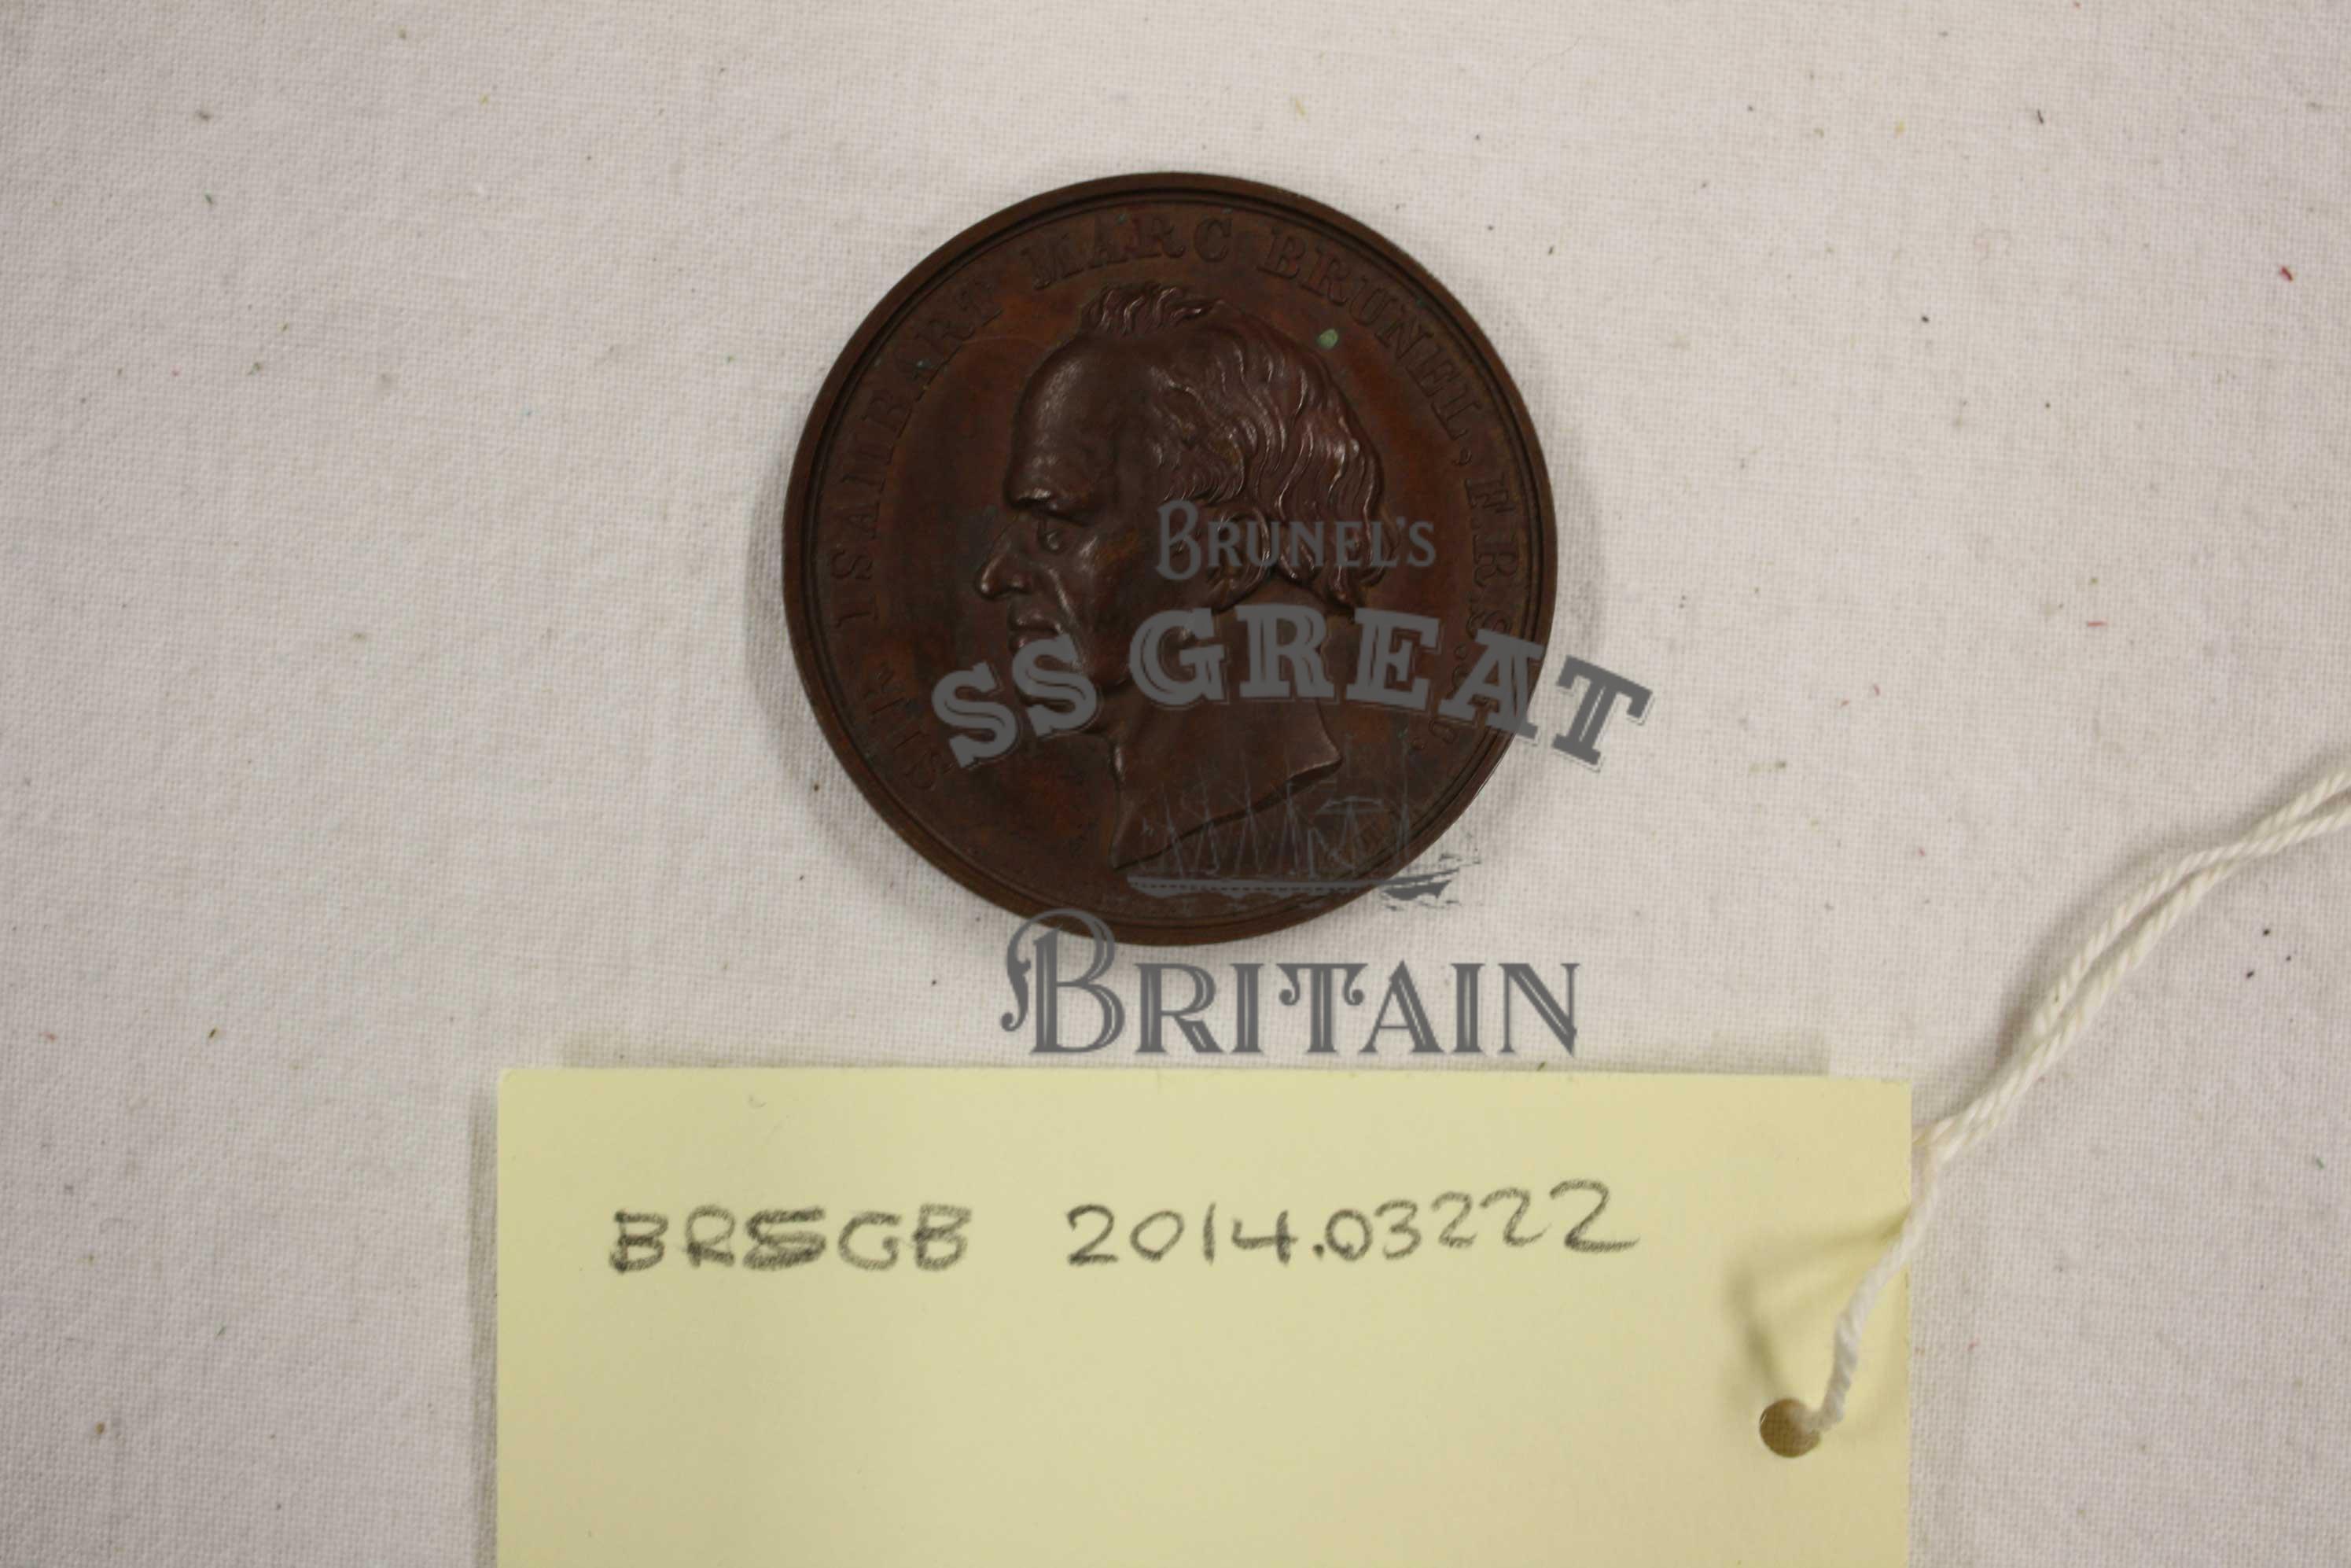 SIR ISAMBART MARC BRUNEL, F.R.S.
BRUNEL'S
SS GREAT
BRITAIN
BRSGB 2014.03222